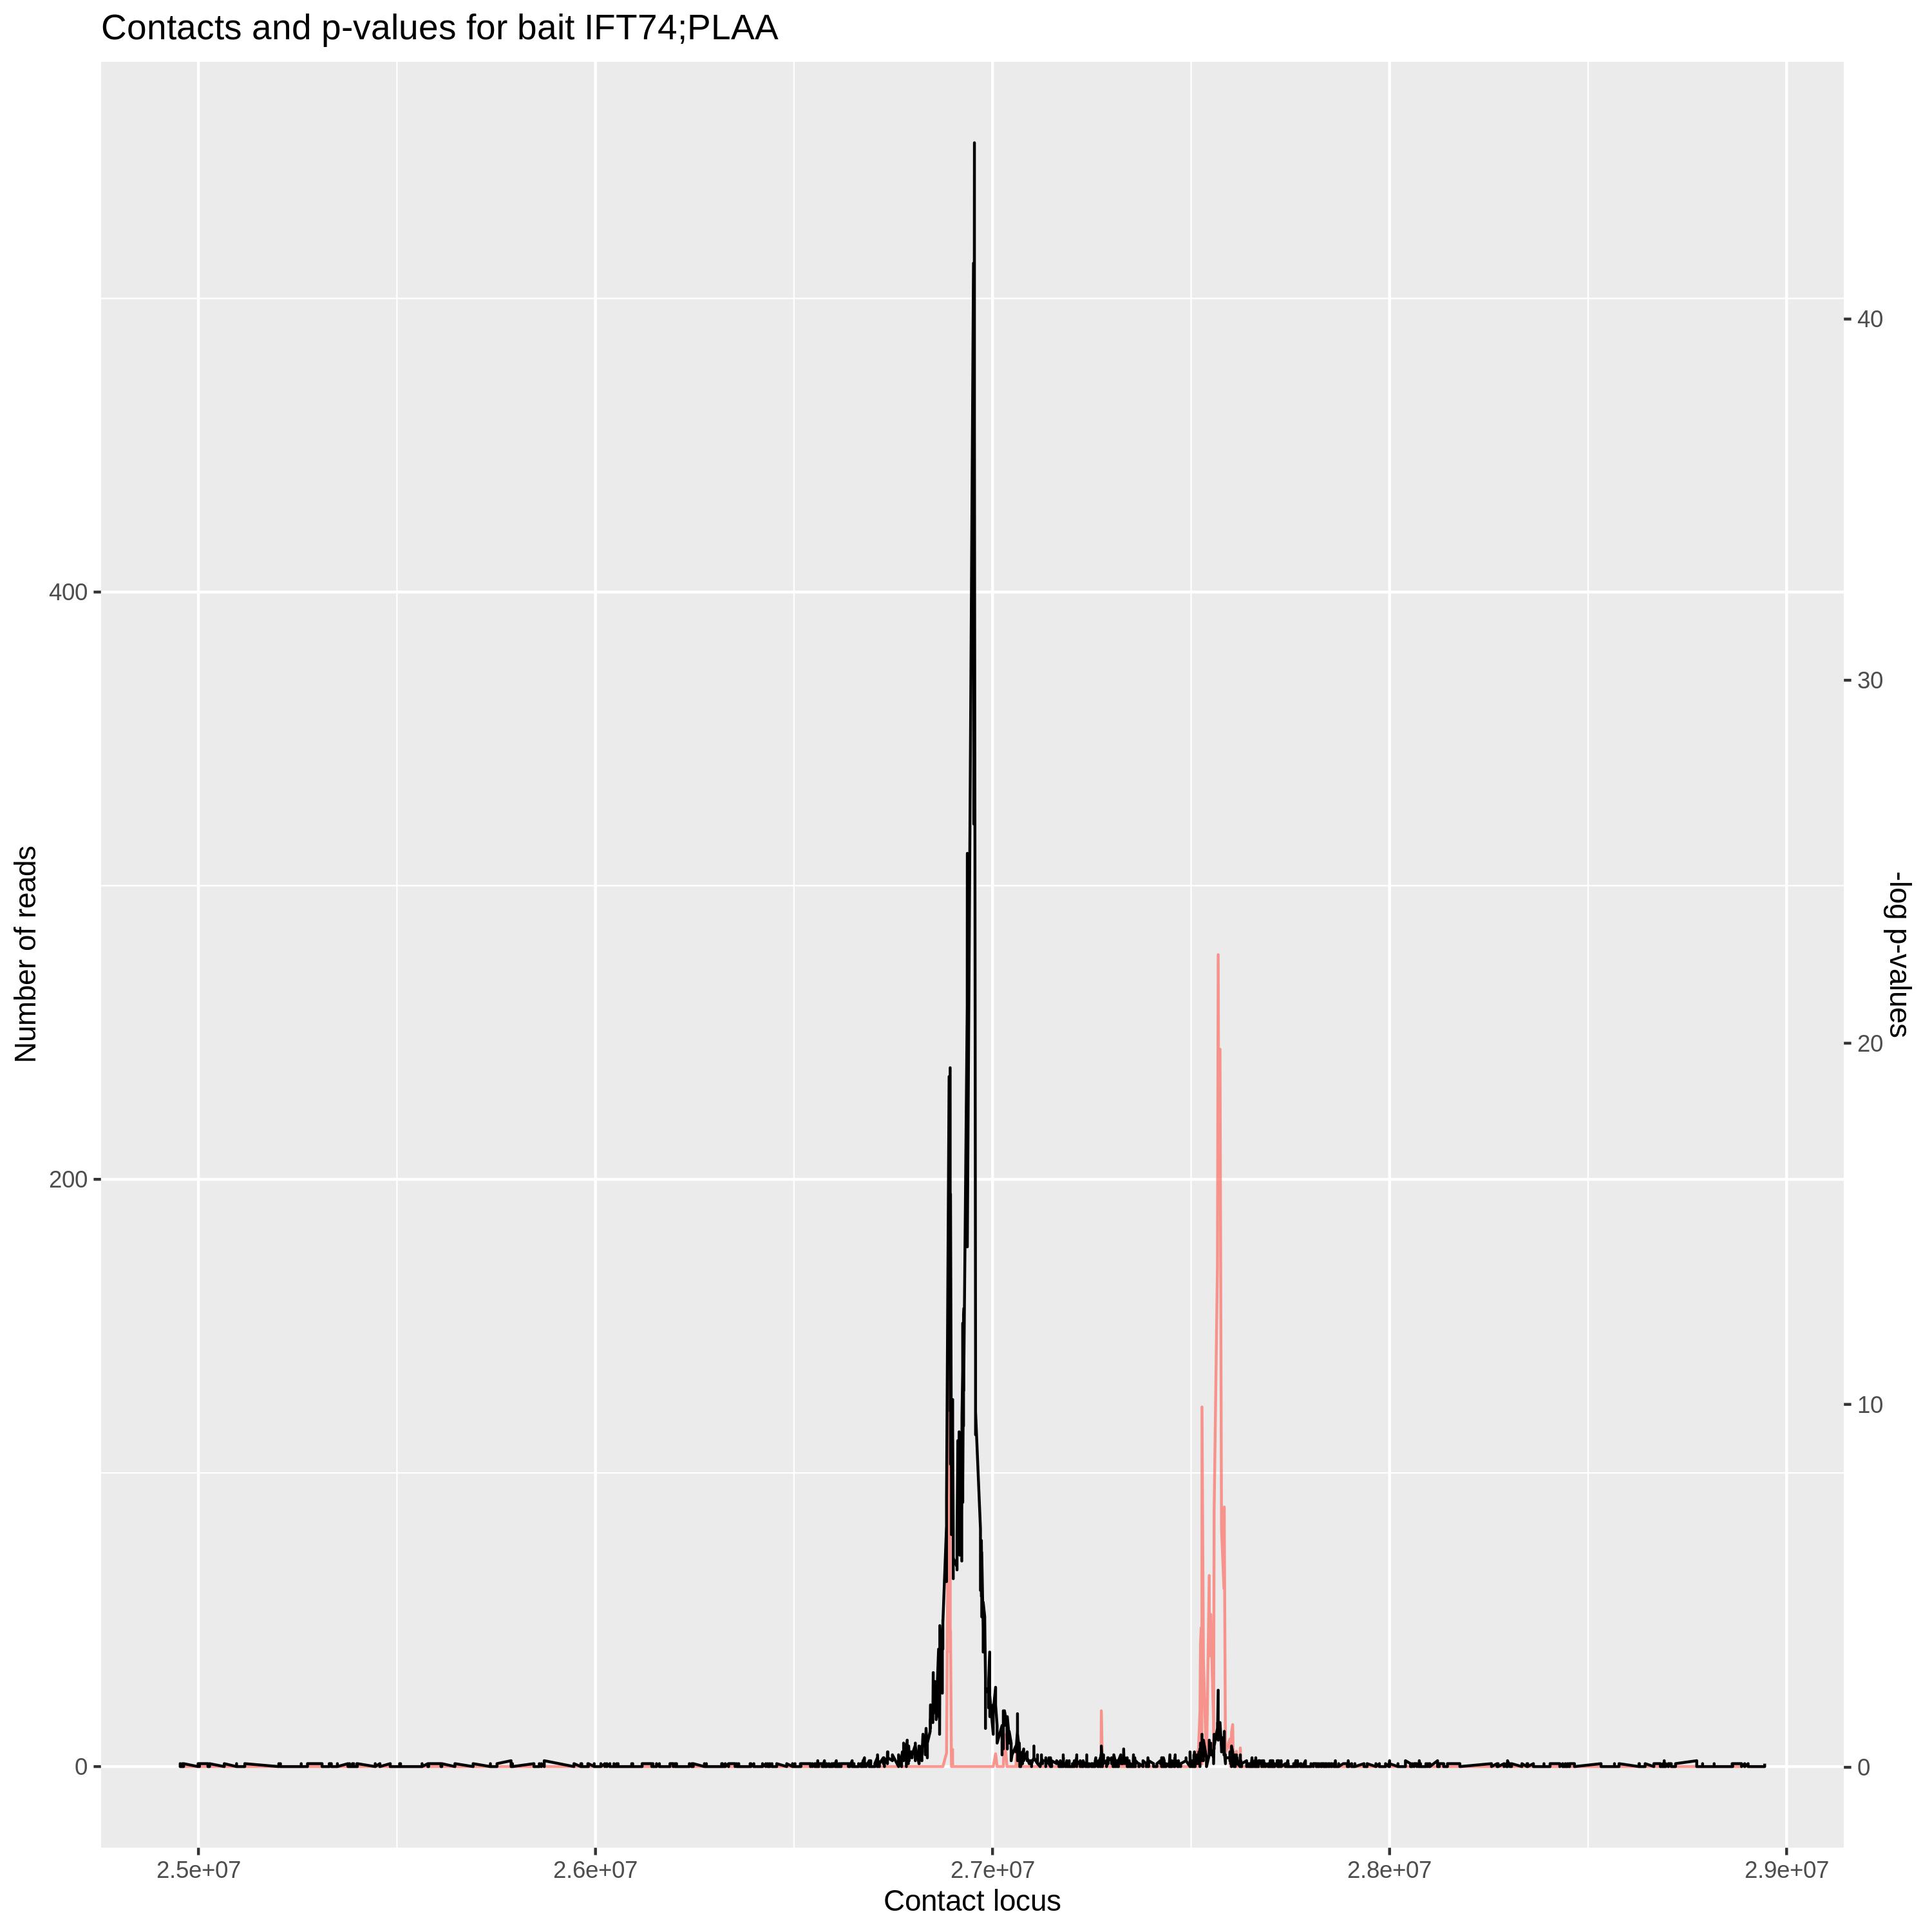 Contacts and p-values for bait IFT74;PLAA
Number of reads
400
200
0
40
30
20
10
0
-log p-values
2.5e+07 2.6e+07 2.7e+07 2.8e+07 2.9e+07
Contact locus